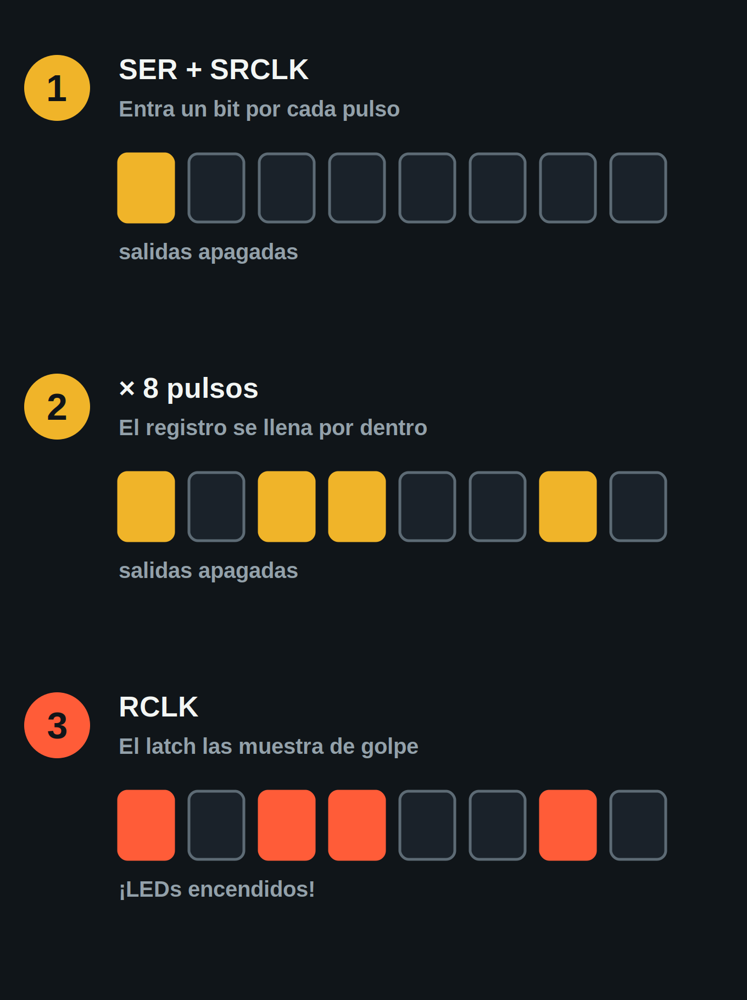 1
SER + SRCLK
Entra un bit por cada pulso
salidas apagadas
2
× 8 pulsos
El registro se llena por dentro
salidas apagadas
3
RCLK
El latch las muestra de golpe
¡LEDs encendidos!